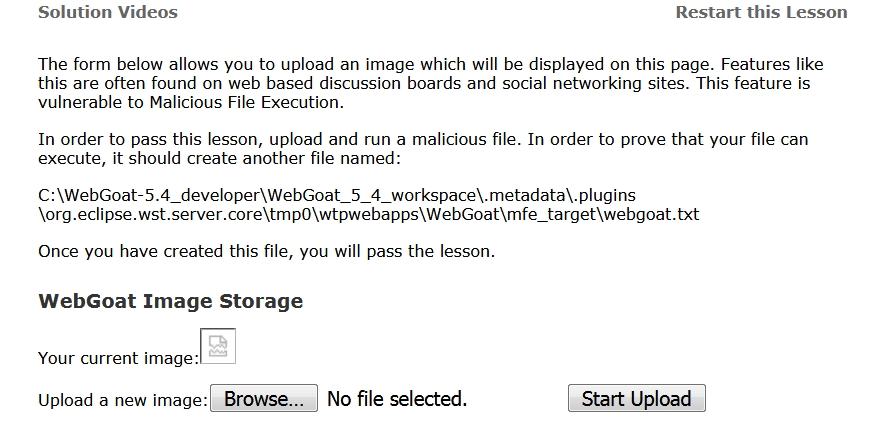 Solution Videos Restart this Lesson
The form below allows you to upload an image which will be displayed on this page. Features like
this are often found on web based discussion boards and social networking sites. This feature is
vulnerable to Malicious File Execution.
In order to pass this lesson, upload and run a malicious file. In order to prove that your file can
execute, it should create another file named:
C:\WebGoat-5.4_developer\WebGoat_5_4_workspace\.metadata\.plugins
\org.eclipse.wst.server.core\tmp0\wtpwebapps\WebGoat\mfe_target\webgoat.txt
Once you have created this file, you will pass the lesson.
WebGoat Image Storage
Your current image:
Upload a new image: Browse... No file selected. Start Upload